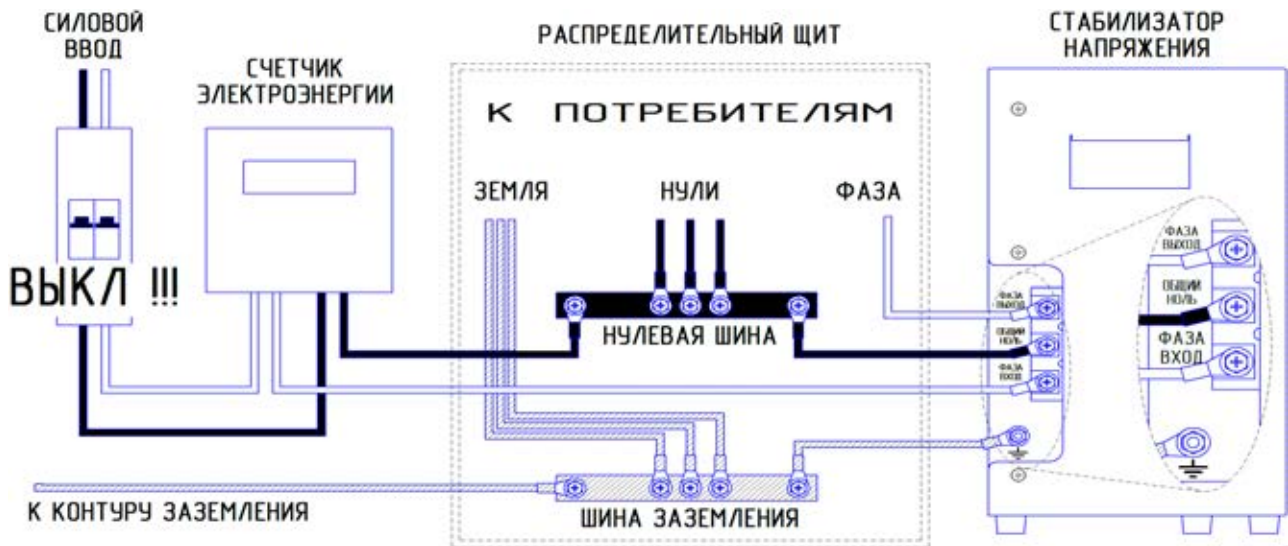 СИЛОВОЙ
ВВОД
СЧЕТЧИК
ЭЛЕКТРОЭНЕРГИИ
РАСПРЕДЕЛИТЕЛЬНЫЙ ЩИТ
СТАБИЛИЗАТОР
НАПРЯЖЕНИЯ
К ПОТРЕБИТЕЛЯМ
ЗЕМЛЯ
НУЛИ
ФАЗА
ВЫКЛ !!!
НУЛЕВАЯ ШИНА
ФАЗА
ВЫХОД
ОБЩИЙ
НОЛЬ
ФАЗА
ВХОД
ФАЗА
ВЫХОД
ОБЩИЙ
НОЛЬ
ФАЗА
ВХОД
К КОНТУРУ ЗАЗЕМЛЕНИЯ
ШИНА ЗАЗЕМЛЕНИЯ